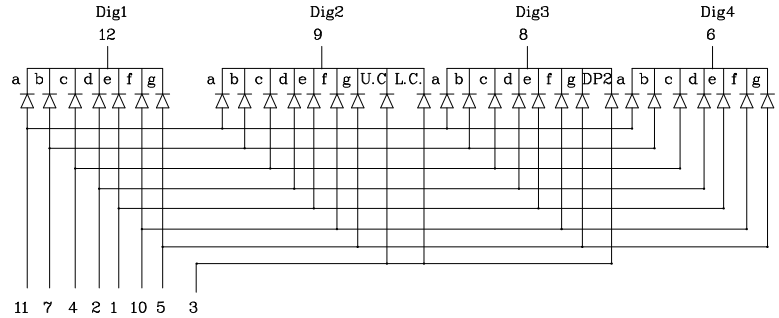 Dig1 Dig2 Dig3 Dig4
12 9 8 6
a b c d e f g a b c d e f g U.C L.C. a b c d e f g DP2 a b c d e f g
11 7 4 2 1 10 5 3